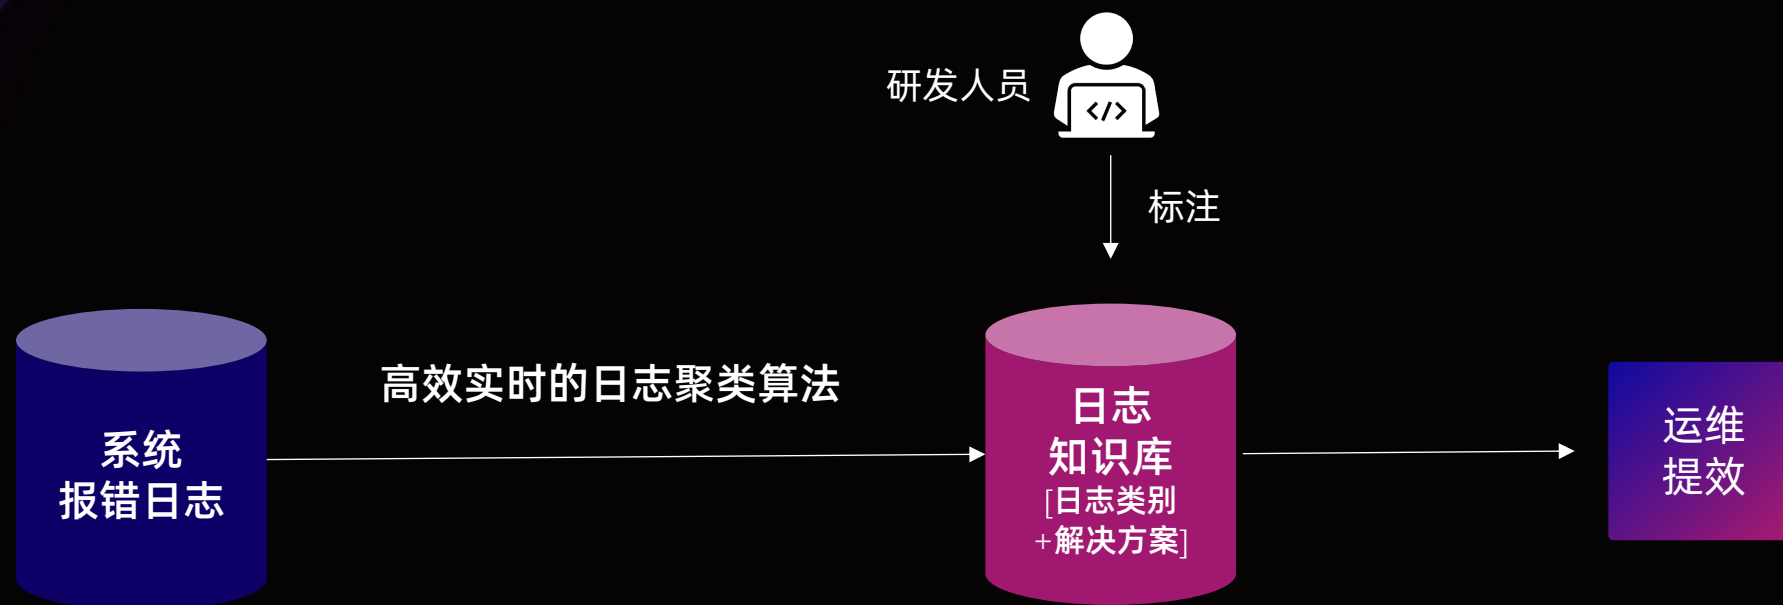 研发人员
</>
标注
高效实时的日志聚类算法
系统
报错日志
日志
知识库
[日志类别
+解决方案]
运维
提效